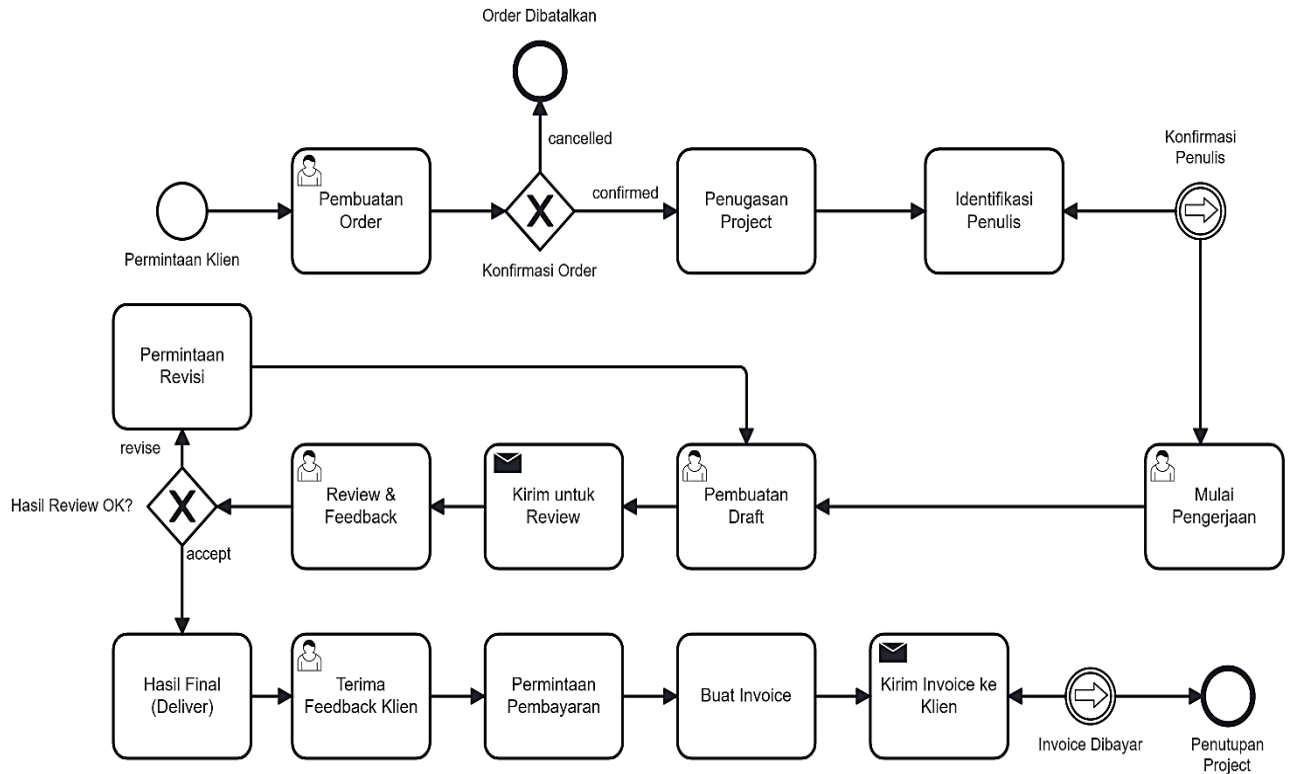 Order Dibatalkan
cancelled
Permintaan Klien
Pembuatan
Order
Konfirmasi Order
confirmed
Penugasan
Project
Identifikasi
Penulis
Konfirmasi
Penulis
Permintaan
Revisi
revise
Hasil Review OK?
accept
Review &
Feedback
Kirim untuk
Review
Pembuatan
Draft
Mulai
Pengerjaan
Hasil Final
(Deliver)
Terima
Feedback Klien
Permintaan
Pembayaran
Buat Invoice
Kirim Invoice ke
Klien
Invoice Dibayar
Penutupan
Project